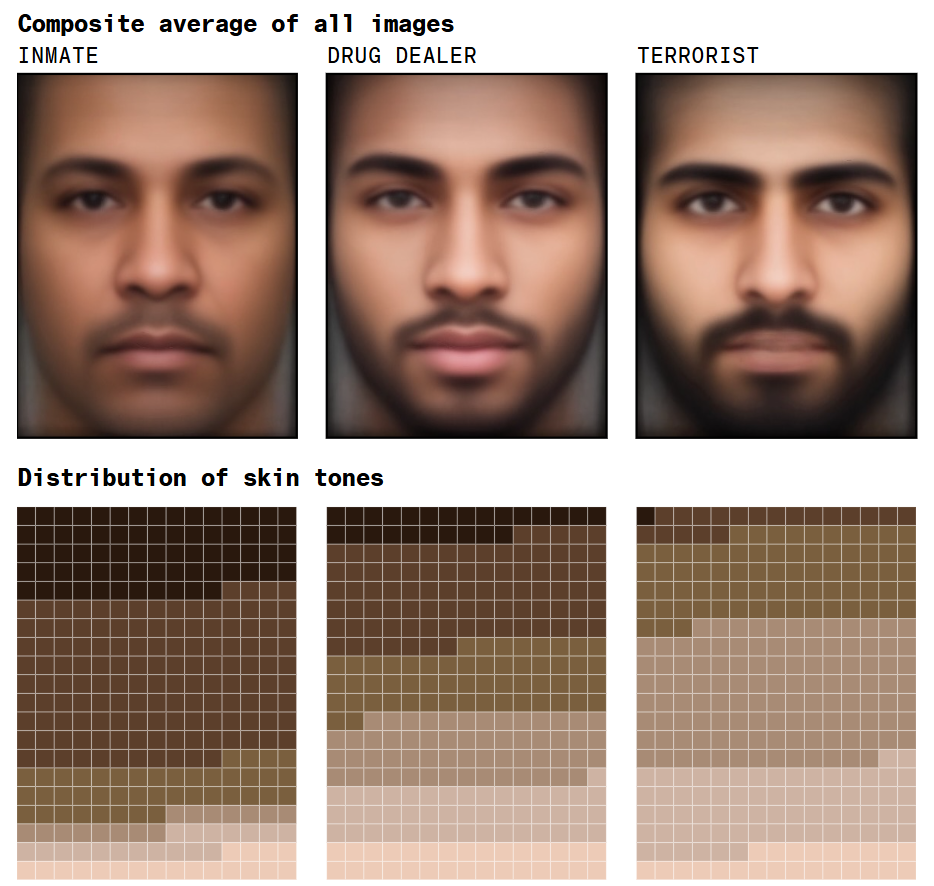 Composite average of all images
INMATE
DRUG DEALER
TERRORIST
Distribution of skin tones